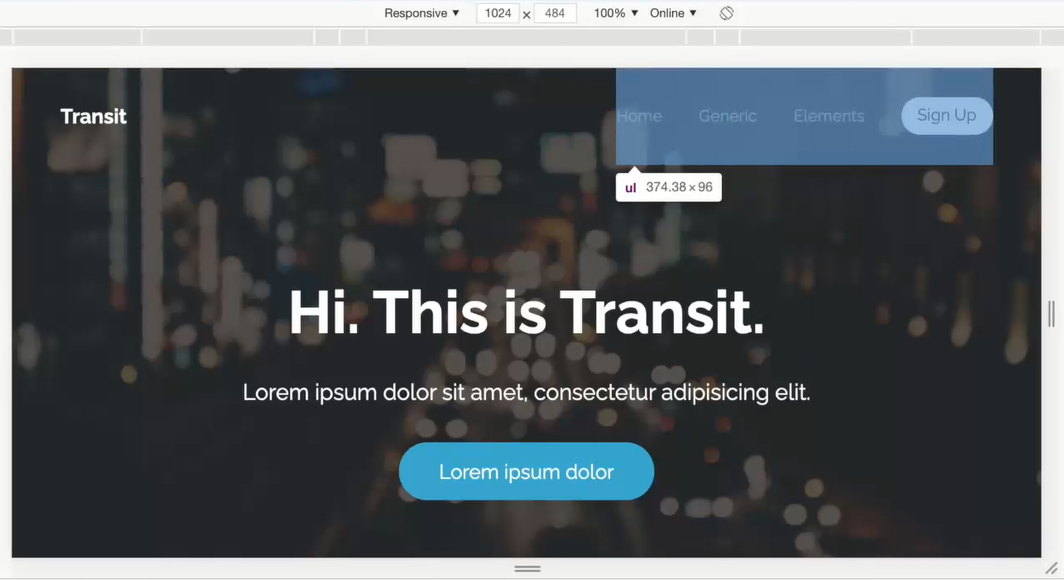 Responsive ▼ 1024 × 484 100% ▼ Online ▼
Transit Home Generic Elements Sign Up
ul 374.38 × 96
Hi. This is Transit.
Lorem ipsum dolor sit amet, consectetur adipisicing elit.
Lorem ipsum dolor